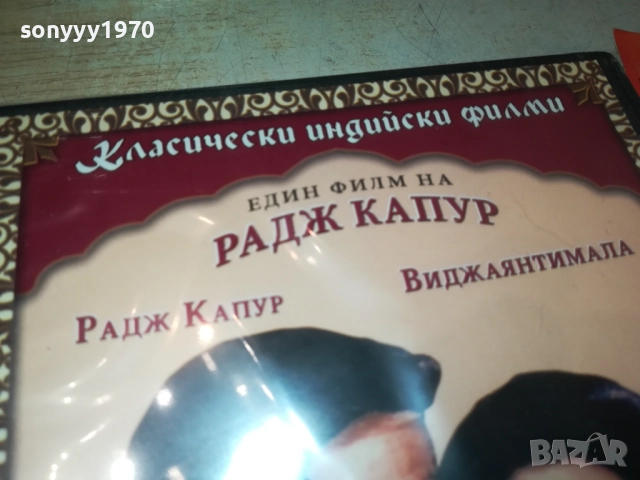 sonyyy1970
Класически индийски филми
ЕДИН ФИЛМ НА
РАДЖ КАПУР
РАДЖ КАПУР
ВИДЖАЯНТИМАЛА
BAZAR